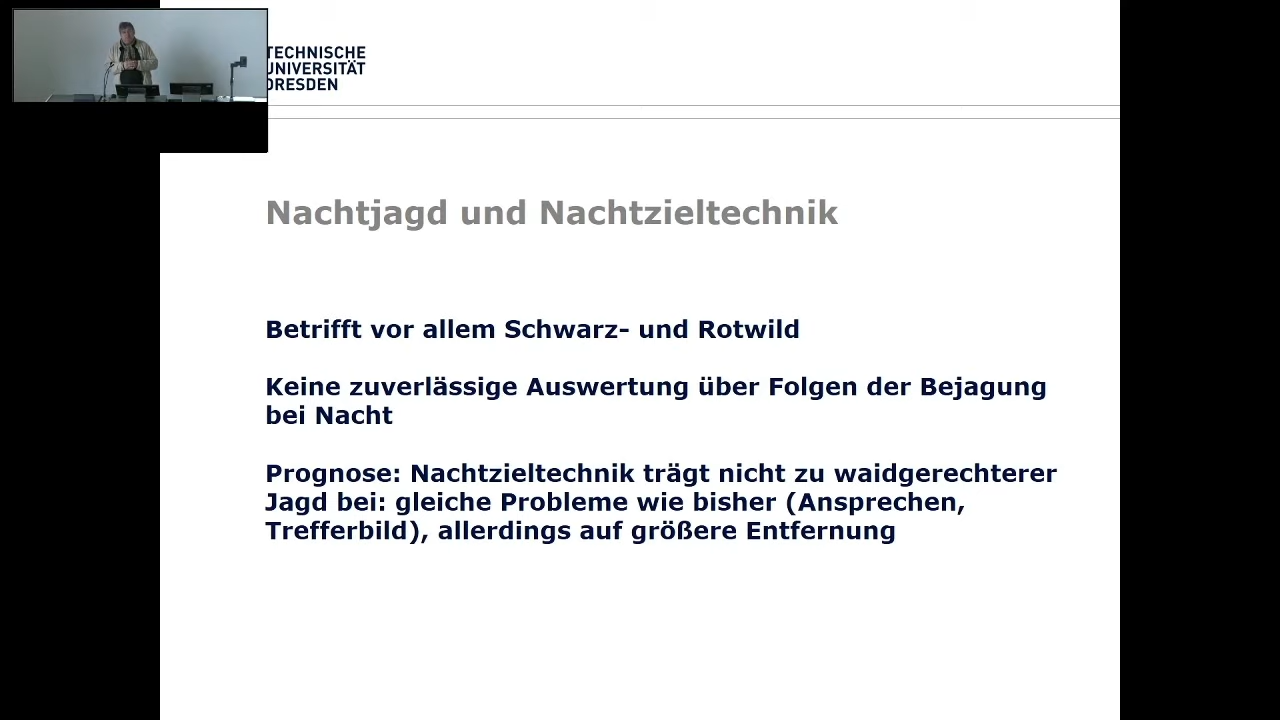 TECHNISCHE
UNIVERSITÄT
DRESDEN
Nachtjagd und Nachtzieltechnik
Betrifft vor allem Schwarz- und Rotwild
Keine zuverlässige Auswertung über Folgen der Bejagung
bei Nacht
Prognose: Nachtzieltechnik trägt nicht zu waidgerechterer
Jagd bei: gleiche Probleme wie bisher (Ansprechen,
Trefferbild), allerdings auf größere Entfernung